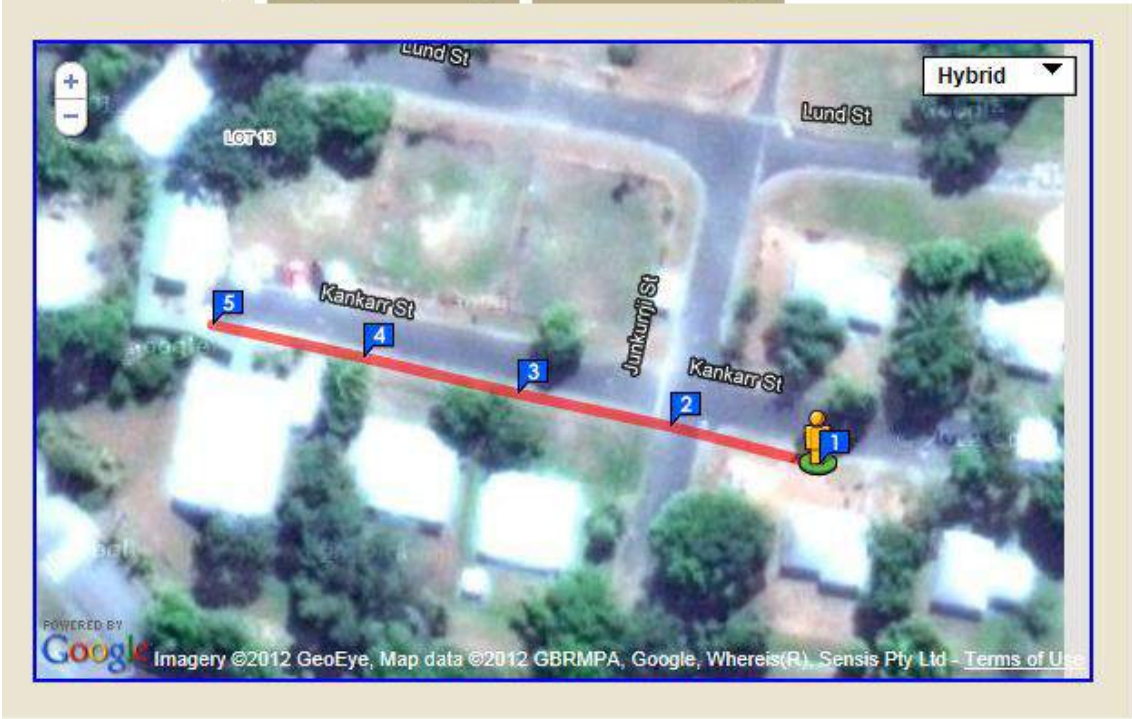 Lund St
Hybrid
+
−
Lund St
LOT 13
Junkurrji St
Kankarr St
5
4
3
Kankarr St
2
1
POWERED BY
Google
Imagery ©2012 GeoEye, Map data ©2012 GBRMPA, Google, Whereis(R), Sensis Pty Ltd - Terms of Use